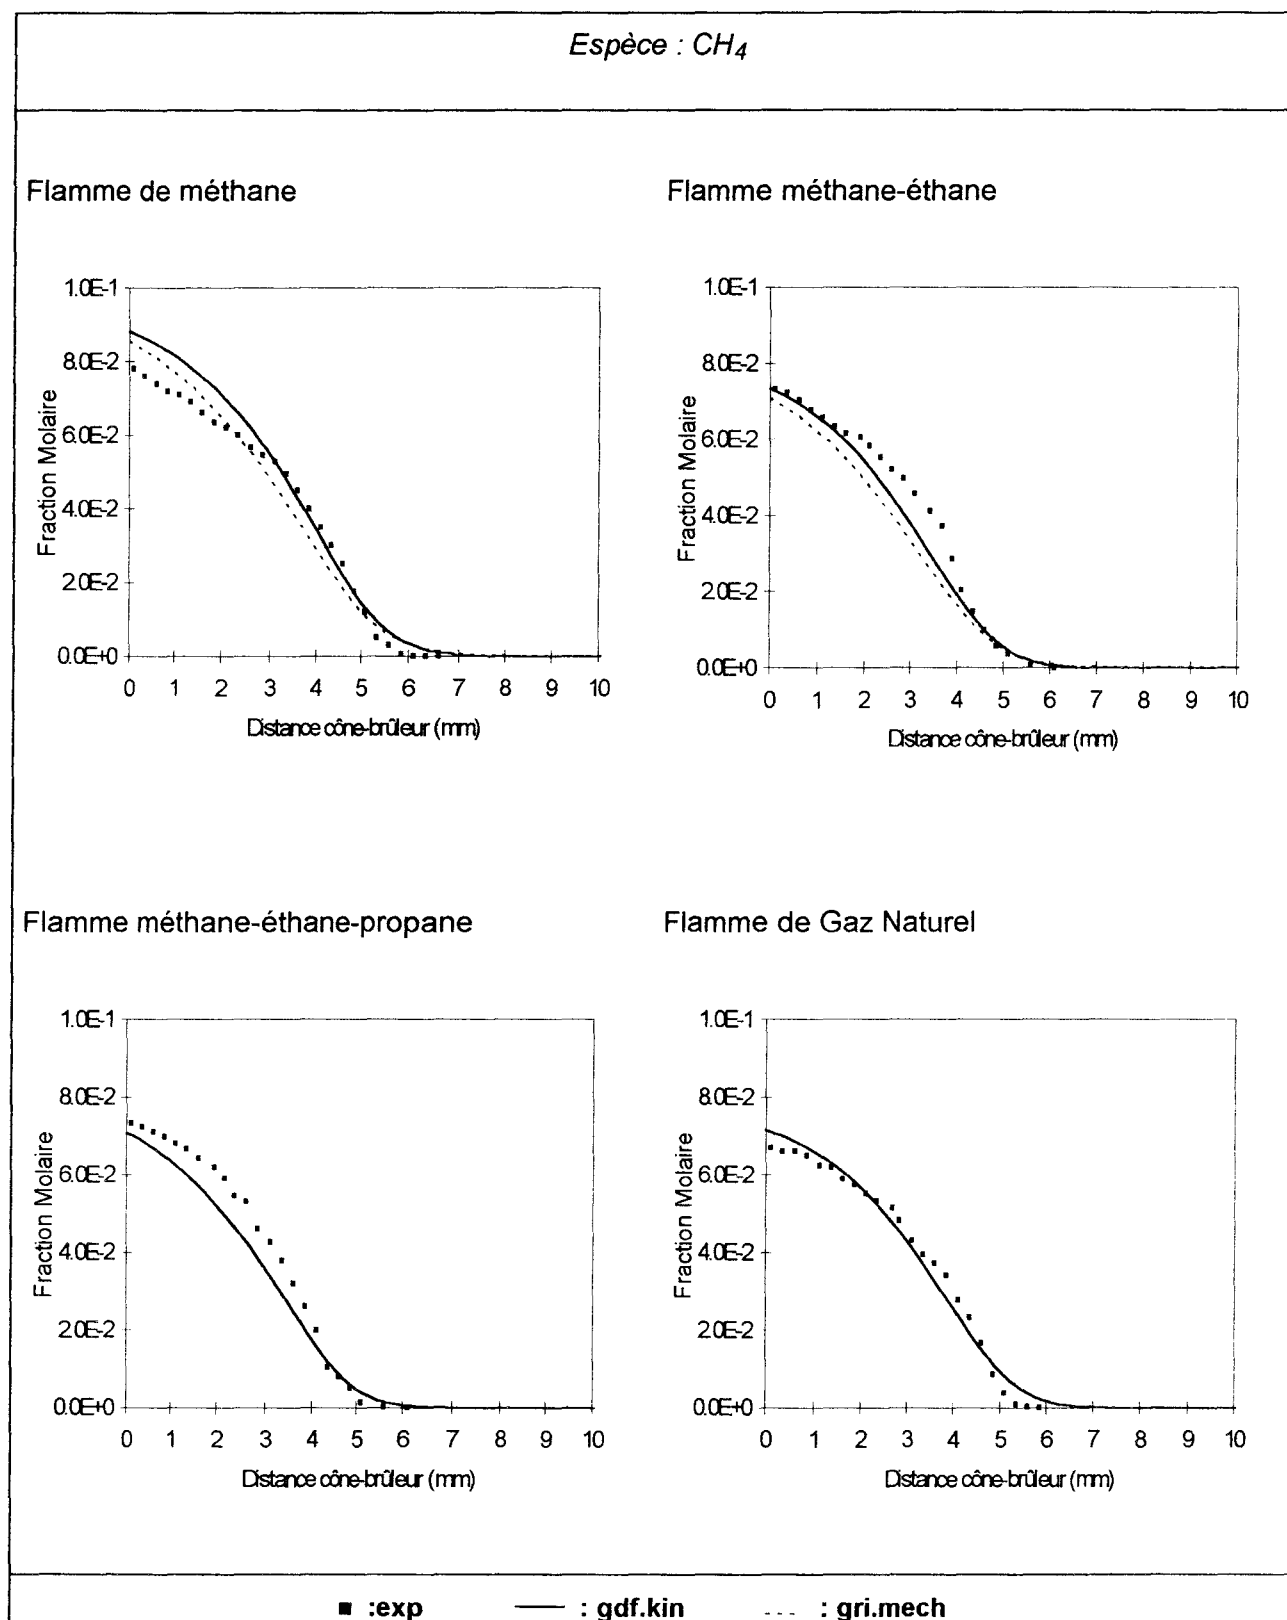 Espèce : CH4
Flamme de méthane
Flamme méthane-éthane
1.0E-1
8.0E-2
6.0E-2
4.0E-2
2.0E-2
0.0E+0
Fraction Molaire
0 1 2 3 4 5 6 7 8 9 10
Distance cône-brûleur (mm)
1.0E-1
8.0E-2
6.0E-2
4.0E-2
2.0E-2
0.0E+0
Fraction Molaire
0 1 2 3 4 5 6 7 8 9 10
Distance cône-brûleur (mm)
Flamme méthane-éthane-propane
Flamme de Gaz Naturel
1.0E-1
8.0E-2
6.0E-2
4.0E-2
2.0E-2
0.0E+0
Fraction Molaire
0 1 2 3 4 5 6 7 8 9 10
Distance cône-brûleur (mm)
1.0E-1
8.0E-2
6.0E-2
4.0E-2
2.0E-2
0.0E+0
Fraction Molaire
0 1 2 3 4 5 6 7 8 9 10
Distance cône-brûleur (mm)
:exp : gdf.kin : gri.mech